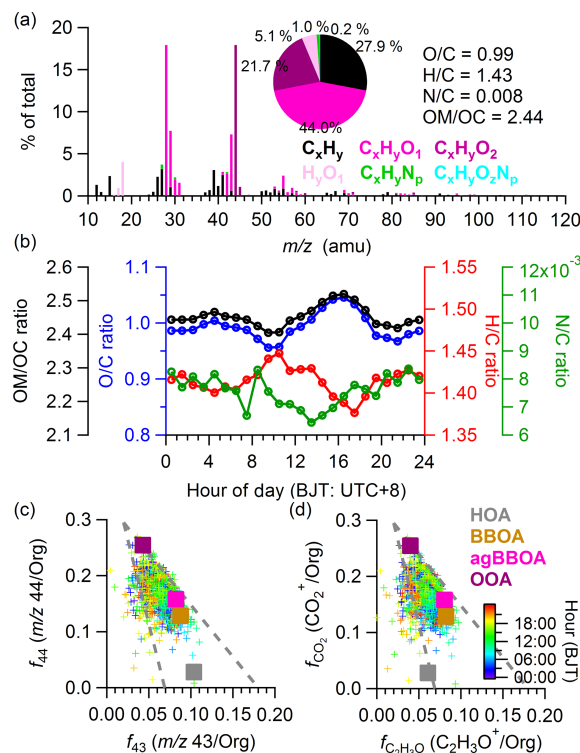 (a)
5.1 % 1.0 % 0.2 %
27.9 %
21.7 %
44.0%
O/C = 0.99
H/C = 1.43
N/C = 0.008
OM/OC = 2.44
% of total
20
15
10
5
0
CxHy CxHyO1 CxHyO2
HyO1 CxHyNp CxHyOzNp
10 20 30 40 50 60 70 80 90 100 110 120
m/z (amu)
(b)
OM/OC ratio
2.6
2.5
2.4
2.3
2.2
2.1
O/C ratio
1.1
1.0
0.9
0.8
1.55
1.50
1.45
1.40
1.35
H/C ratio
12x10-3
11
10
9
8
7
6
N/C ratio
0 4 8 12 16 20 24
Hour of day (BJT: UTC+8)
(c)
f44 (m/z 44/Org)
0.3
0.2
0.1
0.0
0.00 0.05 0.10 0.15 0.20
f43 (m/z 43/Org)
(d)
fCO2 (CO2+/Org)
0.3
0.2
0.1
0.0
0.00 0.05 0.10 0.15 0.20
fC2H3O (C2H3O+/Org)
HOA
BBOA
agBBOA
OOA
18:00
12:00
06:00
00:00
Hour (BJT)